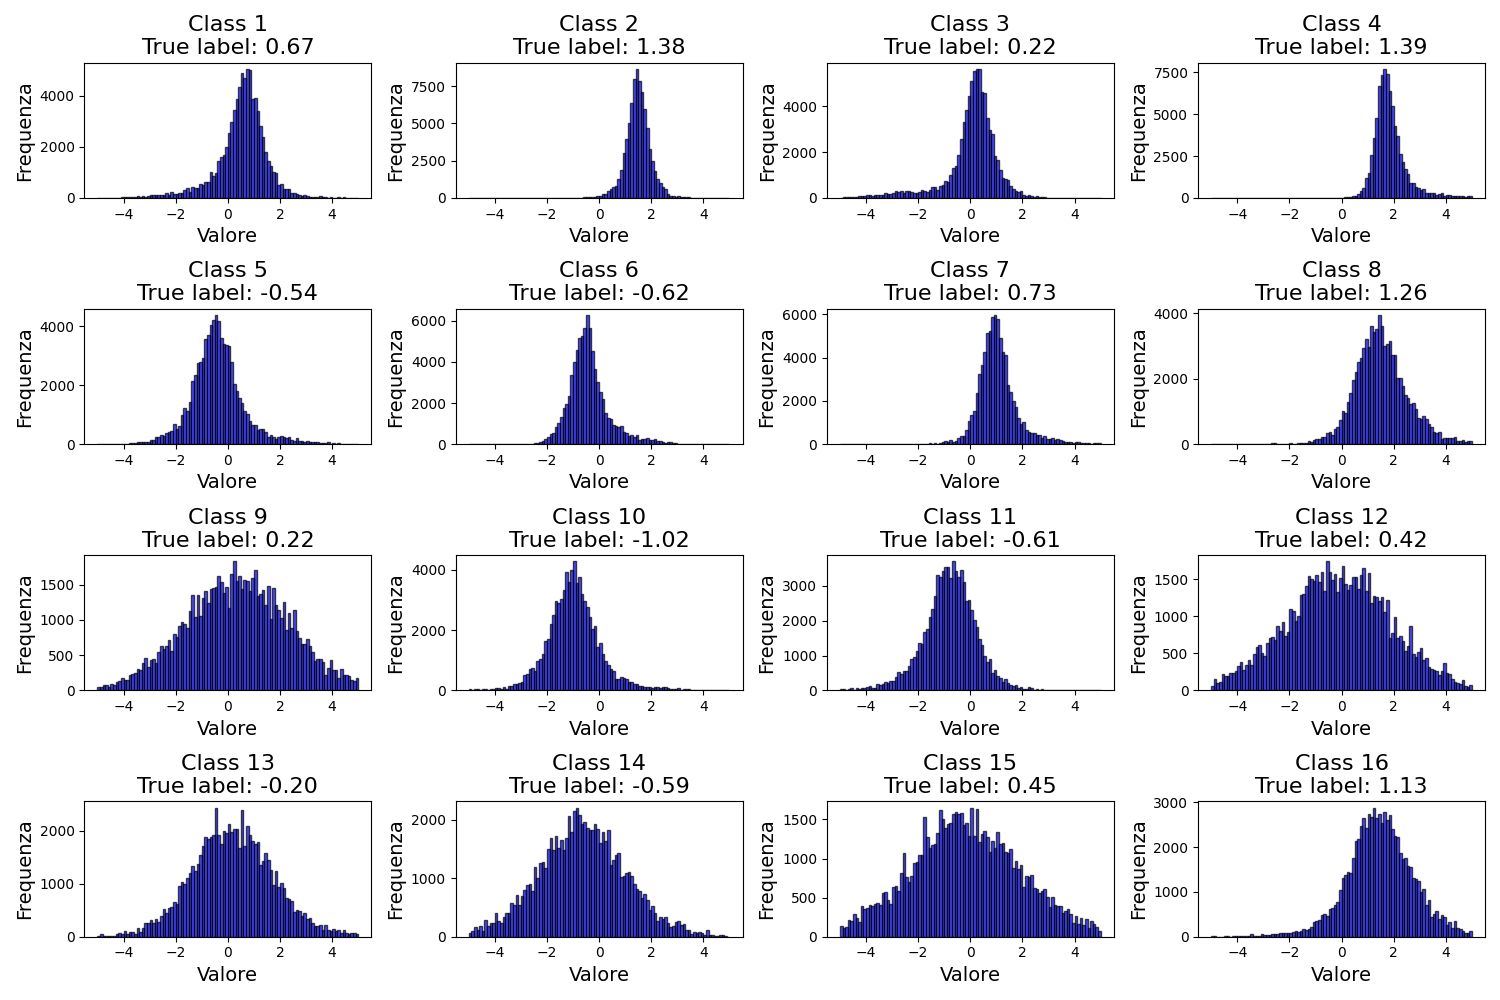 Class 1
True label: 0.67
Frequenza
4000
2000
0
−4 −2 0 2 4
Valore
Class 2
True label: 1.38
Frequenza
7500
5000
2500
0
−4 −2 0 2 4
Valore
Class 3
True label: 0.22
Frequenza
4000
2000
0
−4 −2 0 2 4
Valore
Class 4
True label: 1.39
Frequenza
7500
5000
2500
0
−4 −2 0 2 4
Valore
Class 5
True label: -0.54
Frequenza
4000
2000
0
−4 −2 0 2 4
Valore
Class 6
True label: -0.62
Frequenza
6000
4000
2000
0
−4 −2 0 2 4
Valore
Class 7
True label: 0.73
Frequenza
6000
4000
2000
0
−4 −2 0 2 4
Valore
Class 8
True label: 1.26
Frequenza
4000
2000
0
−4 −2 0 2 4
Valore
Class 9
True label: 0.22
Frequenza
1500
1000
500
0
−4 −2 0 2 4
Valore
Class 10
True label: -1.02
Frequenza
4000
2000
0
−4 −2 0 2 4
Valore
Class 11
True label: -0.61
Frequenza
3000
2000
1000
0
−4 −2 0 2 4
Valore
Class 12
True label: 0.42
Frequenza
1500
1000
500
0
−4 −2 0 2 4
Valore
Class 13
True label: -0.20
Frequenza
2000
1000
0
−4 −2 0 2 4
Valore
Class 14
True label: -0.59
Frequenza
2000
1000
0
−4 −2 0 2 4
Valore
Class 15
True label: 0.45
Frequenza
1500
1000
500
0
−4 −2 0 2 4
Valore
Class 16
True label: 1.13
Frequenza
3000
2000
1000
0
−4 −2 0 2 4
Valore